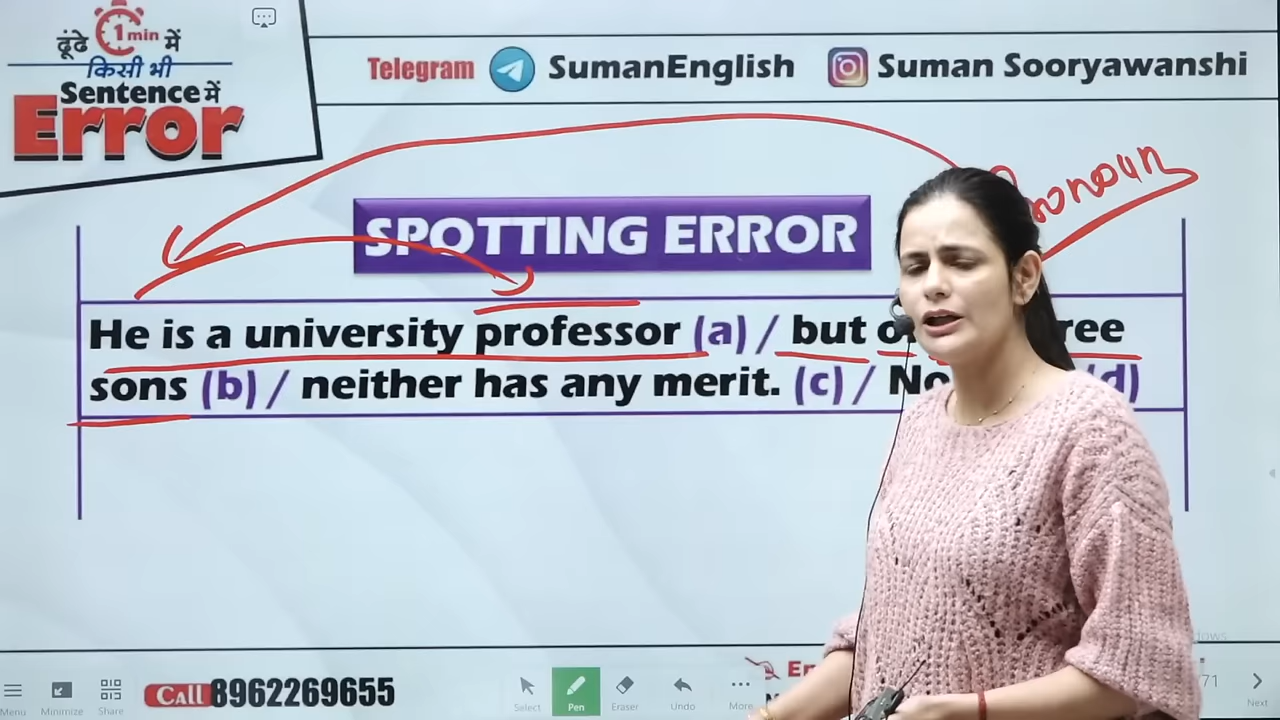 ढूंढे 1 min में
किसी भी
Sentence में
Error
Telegram SumanEnglish Suman Sooryawanshi
Pronoun
SPOTTING ERROR
He is a university professor (a) / but
sons (b) / neither has any merit. (c) / (d)
Call 8962269655
Menu Minimize Share Select Pen Eraser Undo More Next